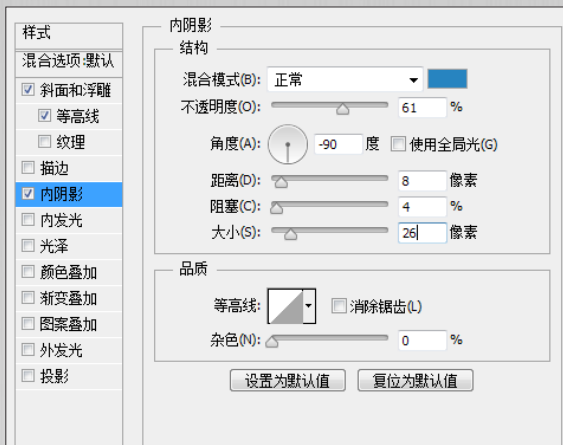 样式
混合选项:默认
斜面和浮雕
等高线
纹理
描边
内阴影
内发光
光泽
颜色叠加
渐变叠加
图案叠加
外发光
投影
内阴影
结构
混合模式(B): 正常
不透明度(O): 61 %
角度(A): -90 度 使用全局光(G)
距离(D): 8 像素
阻塞(C): 4 %
大小(S): 26 像素
品质
等高线: 消除锯齿(L)
杂色(N): 0 %
设置为默认值 复位为默认值